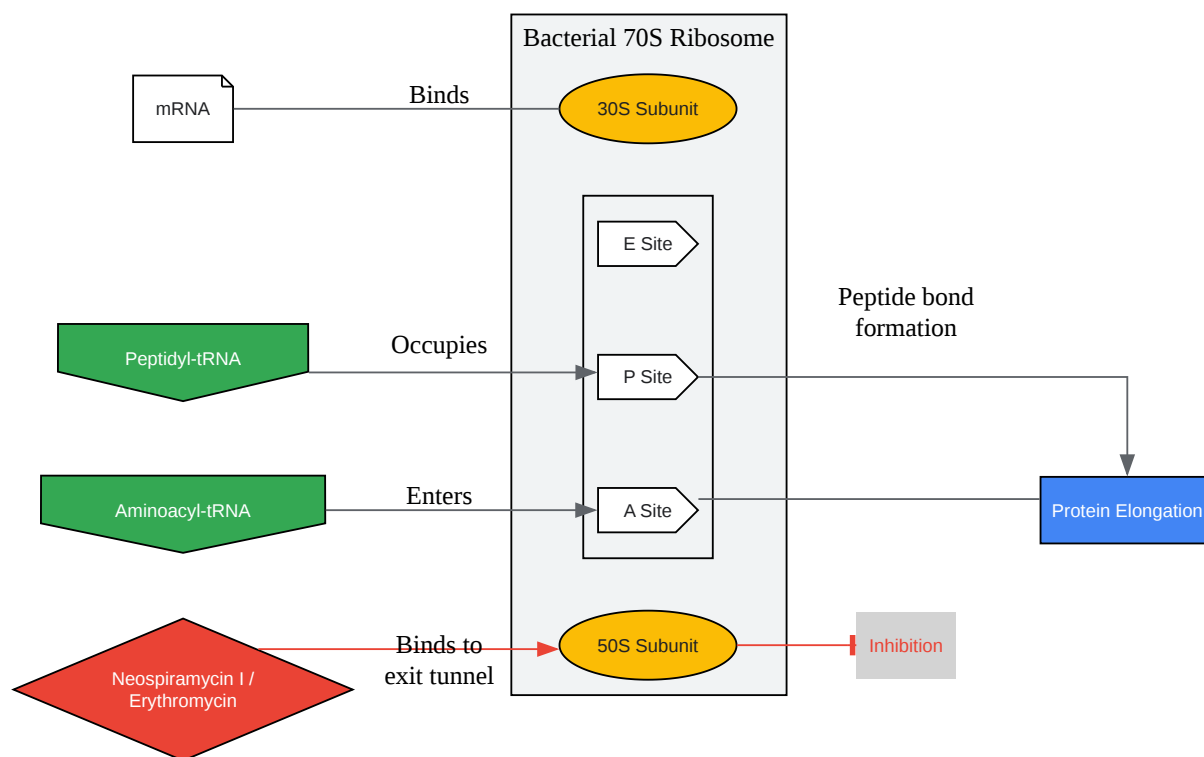 Bacterial 70S Ribosome
mRNA
Binds
30S Subunit
E Site
Peptide bond
formation
Peptidyl-tRNA
Occupies
P Site
Aminoacyl-tRNA
Enters
A Site
Protein Elongation
Neospiramycin I /
Erythromycin
Binds to
exit tunnel
50S Subunit
Inhibition